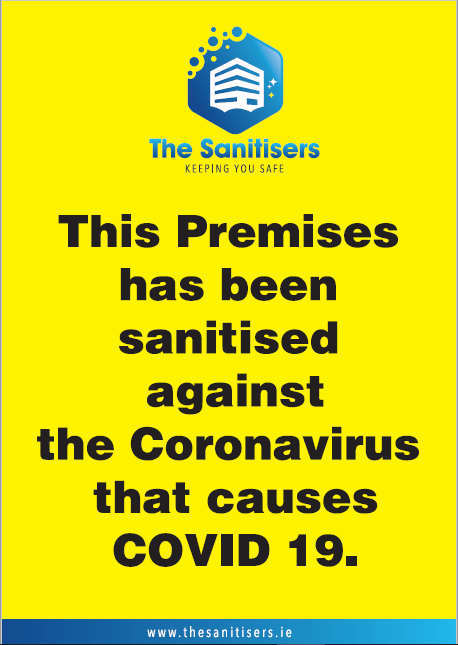 The Sanitisers
KEEPING YOU SAFE
This Premises
has been
sanitised
against
the Coronavirus
that causes
COVID 19.
www.thesanitisers.ie